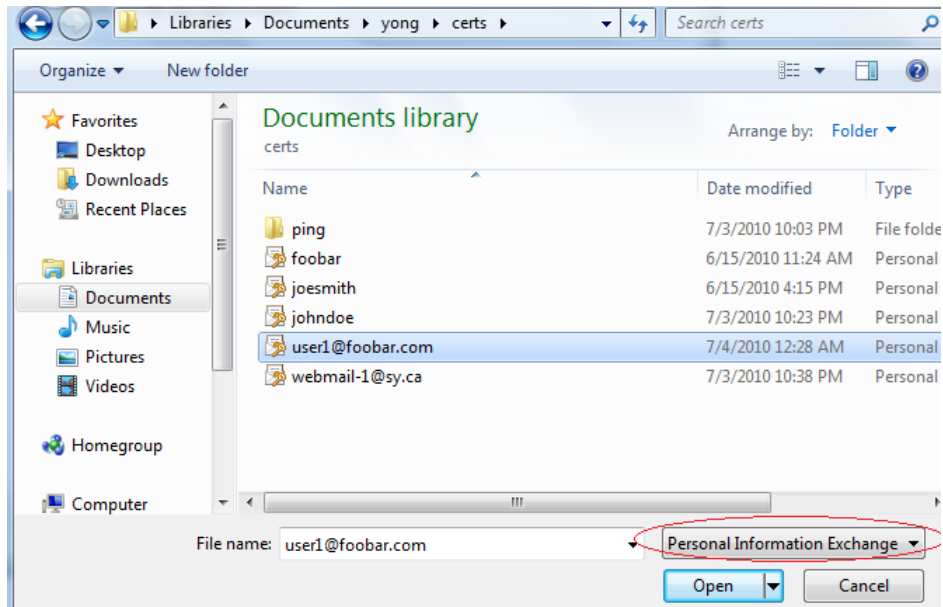 Libraries Documents yong certs Search certs
Organize New folder
Favorites
Desktop
Downloads
Recent Places
Libraries
Documents
Music
Pictures
Videos
Homegroup
Computer
Documents library
certs
Arrange by: Folder
Name Date modified Type
ping 7/3/2010 10:03 PM File folde
foobar 6/15/2010 11:24 AM Personal
joesmith 6/15/2010 4:15 PM Personal
johndoe 7/3/2010 10:23 PM Personal
user1@foobar.com 7/4/2010 12:28 AM Personal
webmail-1@sy.ca 7/3/2010 10:38 PM Personal
File name: user1@foobar.com Personal Information Exchange
Open Cancel